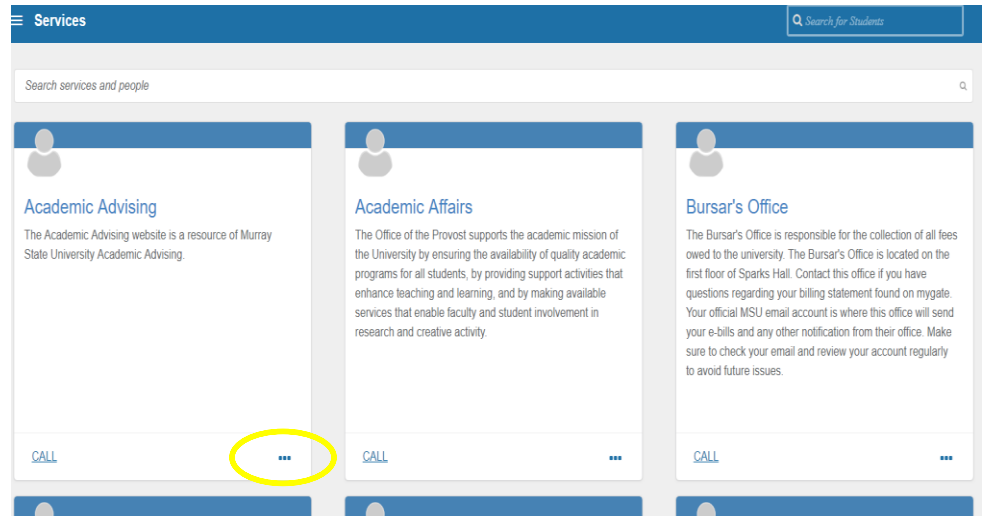 Services
Search for Students
Search services and people
Academic Advising
The Academic Advising website is a resource of Murray
State University Academic Advising.
CALL
Academic Affairs
The Office of the Provost supports the academic mission of
the University by ensuring the availability of quality academic
programs for all students, by providing support activities that
enhance teaching and learning, and by making available
services that enable faculty and student involvement in
research and creative activity.
CALL
Bursar's Office
The Bursar's Office is responsible for the collection of all fees
owed to the university. The Bursar's Office is located on the
first floor of Sparks Hall. Contact this office if you have
questions regarding your billing statement found on mygate.
Your official MSU email account is where this office will send
your e-bills and any other notification from their office. Make
sure to check your email and review your account regularly
to avoid future issues.
CALL